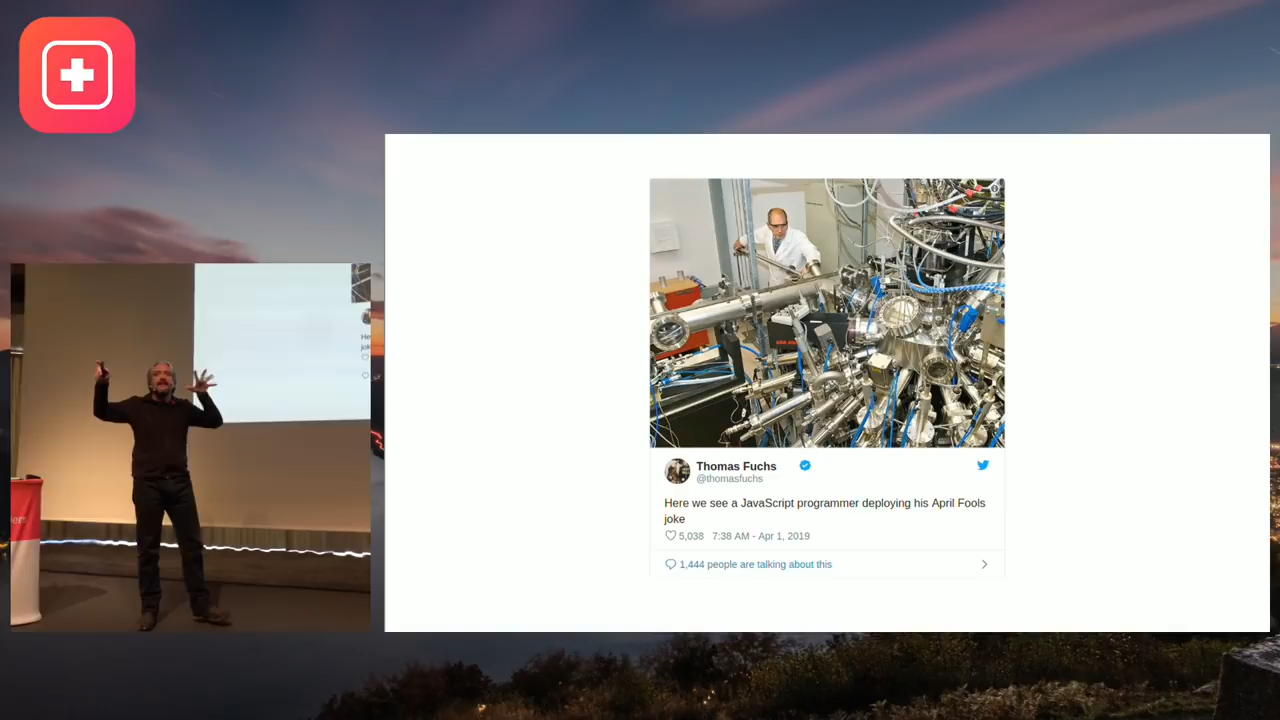 Thomas Fuchs
@thomasfuchs
Here we see a JavaScript programmer deploying his April Fools
joke
5,038 7:38 AM - Apr 1, 2019
1,444 people are talking about this